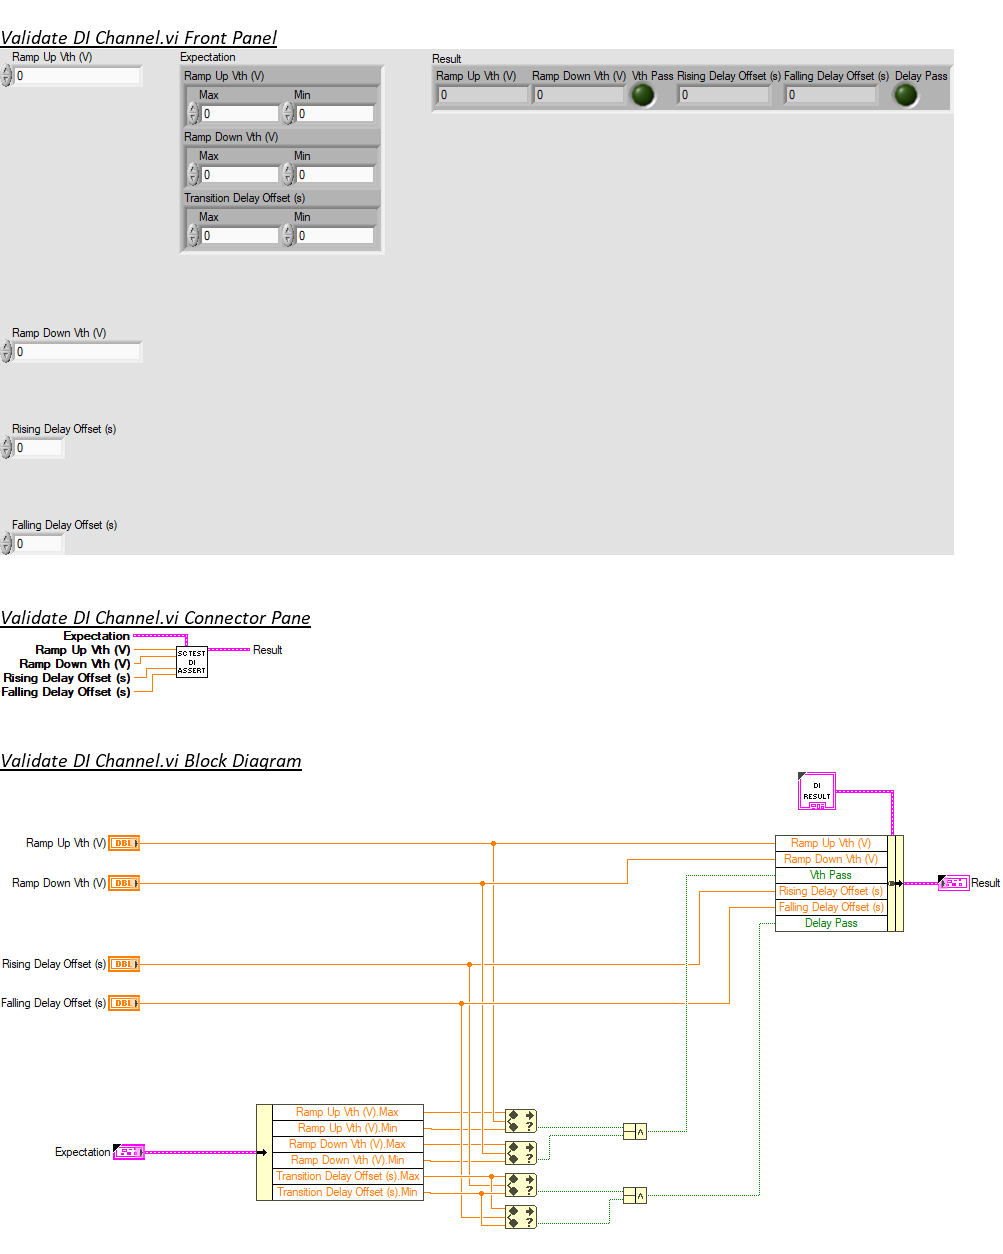 Validate DI Channel.vi Front Panel
Ramp Up Vth (V)
0
Expectation
Ramp Up Vth (V)
Max Min
0 0
Ramp Down Vth (V)
Max Min
0 0
Transition Delay Offset (s)
Max Min
0 0
Result
Ramp Up Vth (V) Ramp Down Vth (V) Vth Pass Rising Delay Offset (s) Falling Delay Offset (s) Delay Pass
0 0 0 0
Ramp Down Vth (V)
0
Rising Delay Offset (s)
0
Falling Delay Offset (s)
0
Validate DI Channel.vi Connector Pane
Expectation
Ramp Up Vth (V)
Ramp Down Vth (V)
Rising Delay Offset (s)
Falling Delay Offset (s)
SC TEST
DI
ASSERT
Result
Validate DI Channel.vi Block Diagram
DI
RESULT
Ramp Up Vth (V) DBL
Ramp Down Vth (V) DBL
Rising Delay Offset (s) DBL
Falling Delay Offset (s) DBL
Ramp Up Vth (V)
Ramp Down Vth (V)
Vth Pass
Rising Delay Offset (s)
Falling Delay Offset (s)
Delay Pass
Result
Expectation
Ramp Up Vth (V).Max
Ramp Up Vth (V).Min
Ramp Down Vth (V).Max
Ramp Down Vth (V).Min
Transition Delay Offset (s).Max
Transition Delay Offset (s).Min
?
?
?
?